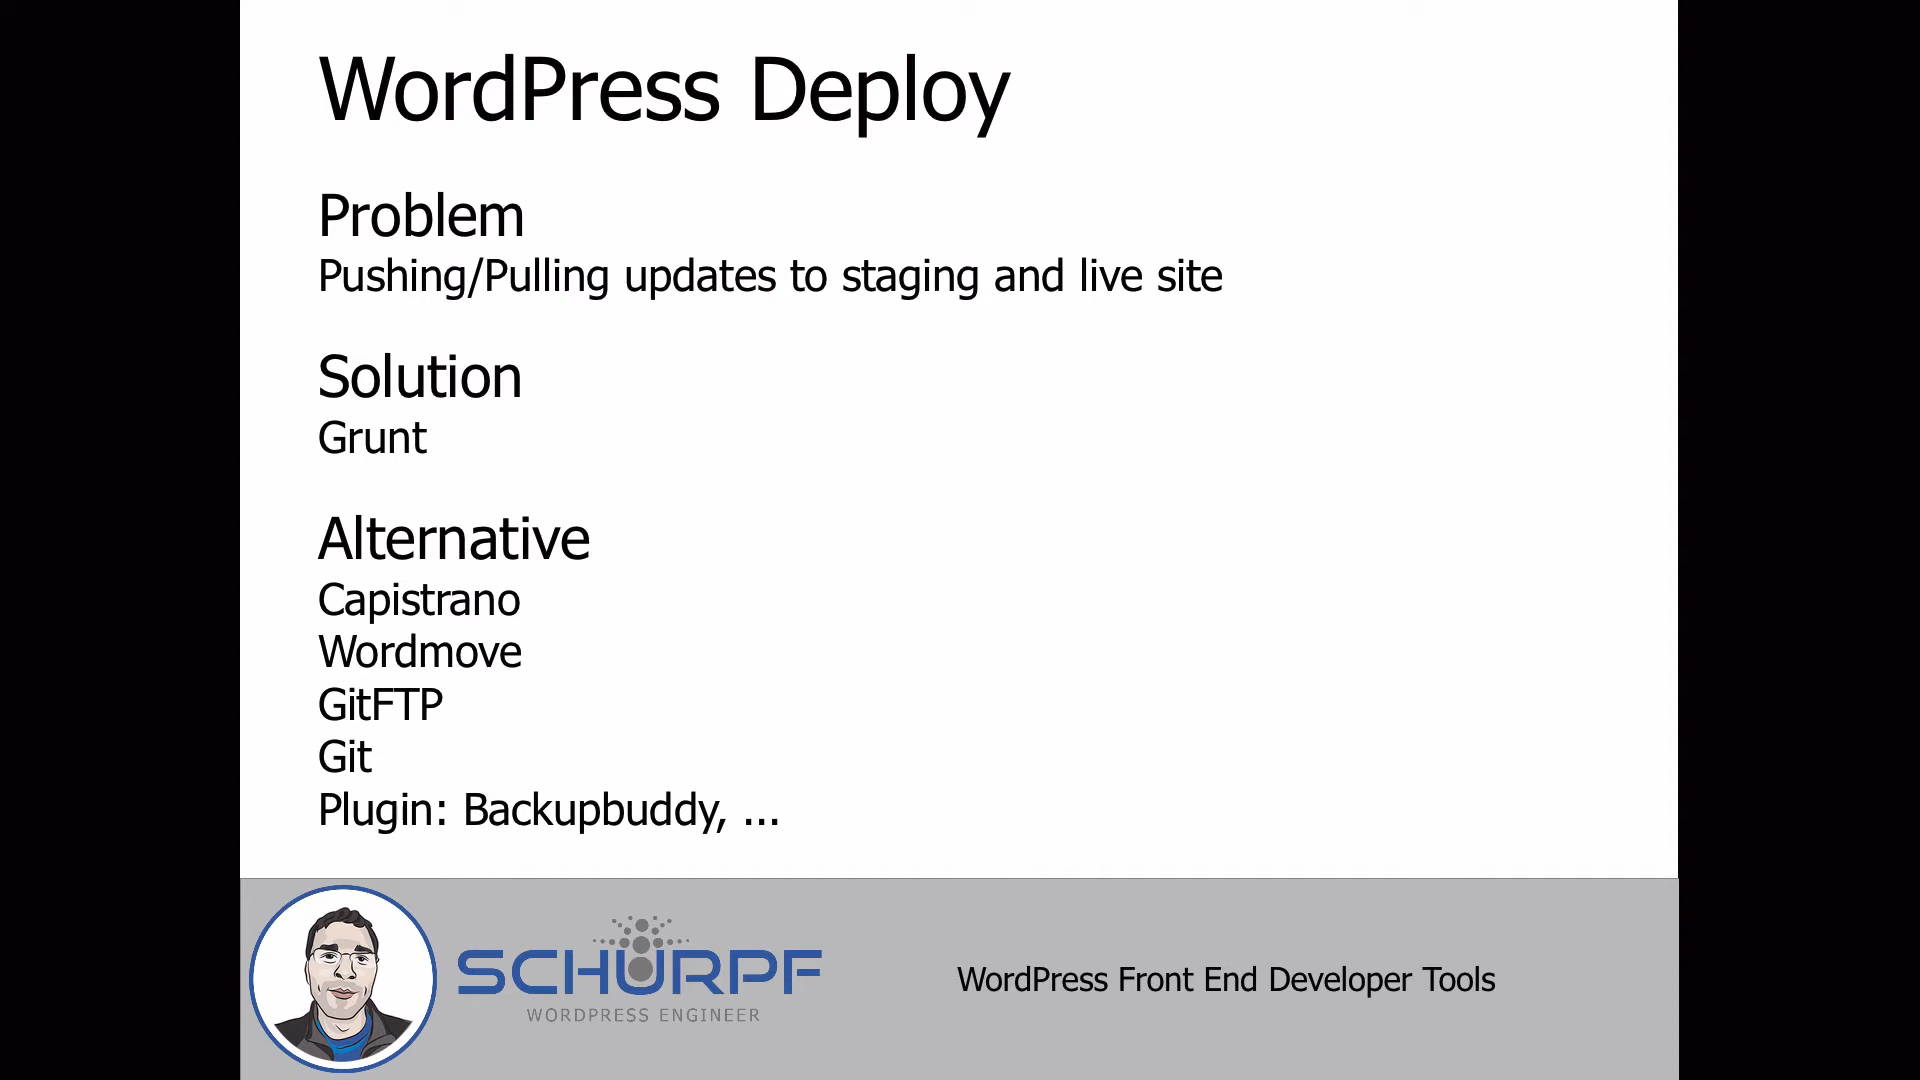 WordPress Deploy
Problem
Pushing/Pulling updates to staging and live site
Solution
Grunt
Alternative
Capistrano
Wordmove
GitFTP
Git
Plugin: Backupbuddy, ...
SCHÜRPF
WORDPRESS ENGINEER
WordPress Front End Developer Tools